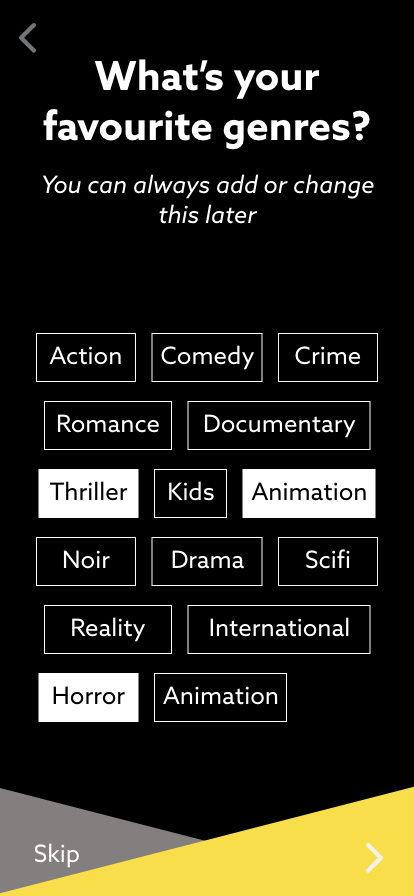 What's your
favourite genres?
You can always add or change
this later
Action Comedy Crime
Romance Documentary
Thriller Kids Animation
Noir Drama Scifi
Reality International
Horror Animation
Skip